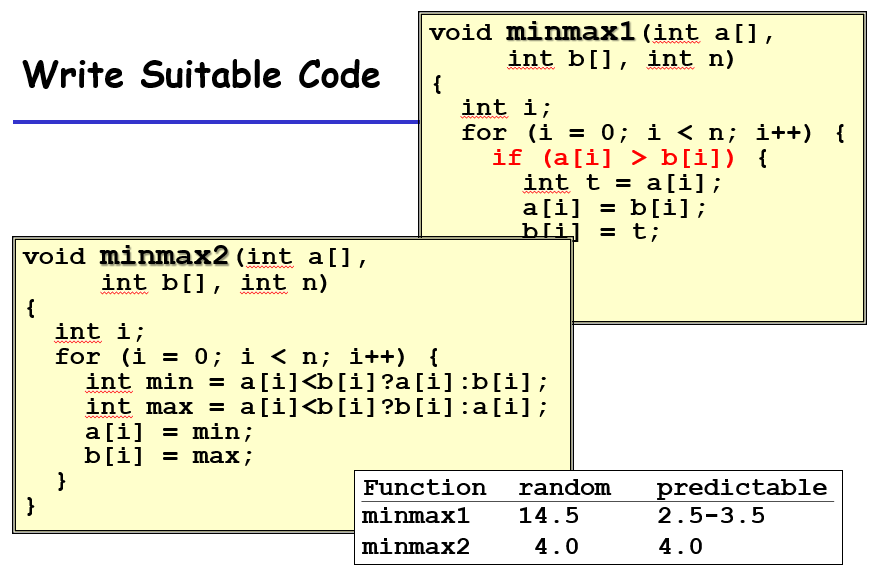 Write Suitable Code
void minmax1(int a[],
     int b[], int n)
{
  int i;
  for (i = 0; i < n; i++) {
    if (a[i] > b[i]) {
      int t = a[i];
      a[i] = b[i];
      b[i] = t;
void minmax2(int a[],
     int b[], int n)
{
  int i;
  for (i = 0; i < n; i++) {
    int min = a[i]<b[i]?a[i]:b[i];
    int max = a[i]<b[i]?b[i]:a[i];
    a[i] = min;
    b[i] = max;
  }
}
Function random predictable
minmax1 14.5 2.5-3.5
minmax2 4.0 4.0